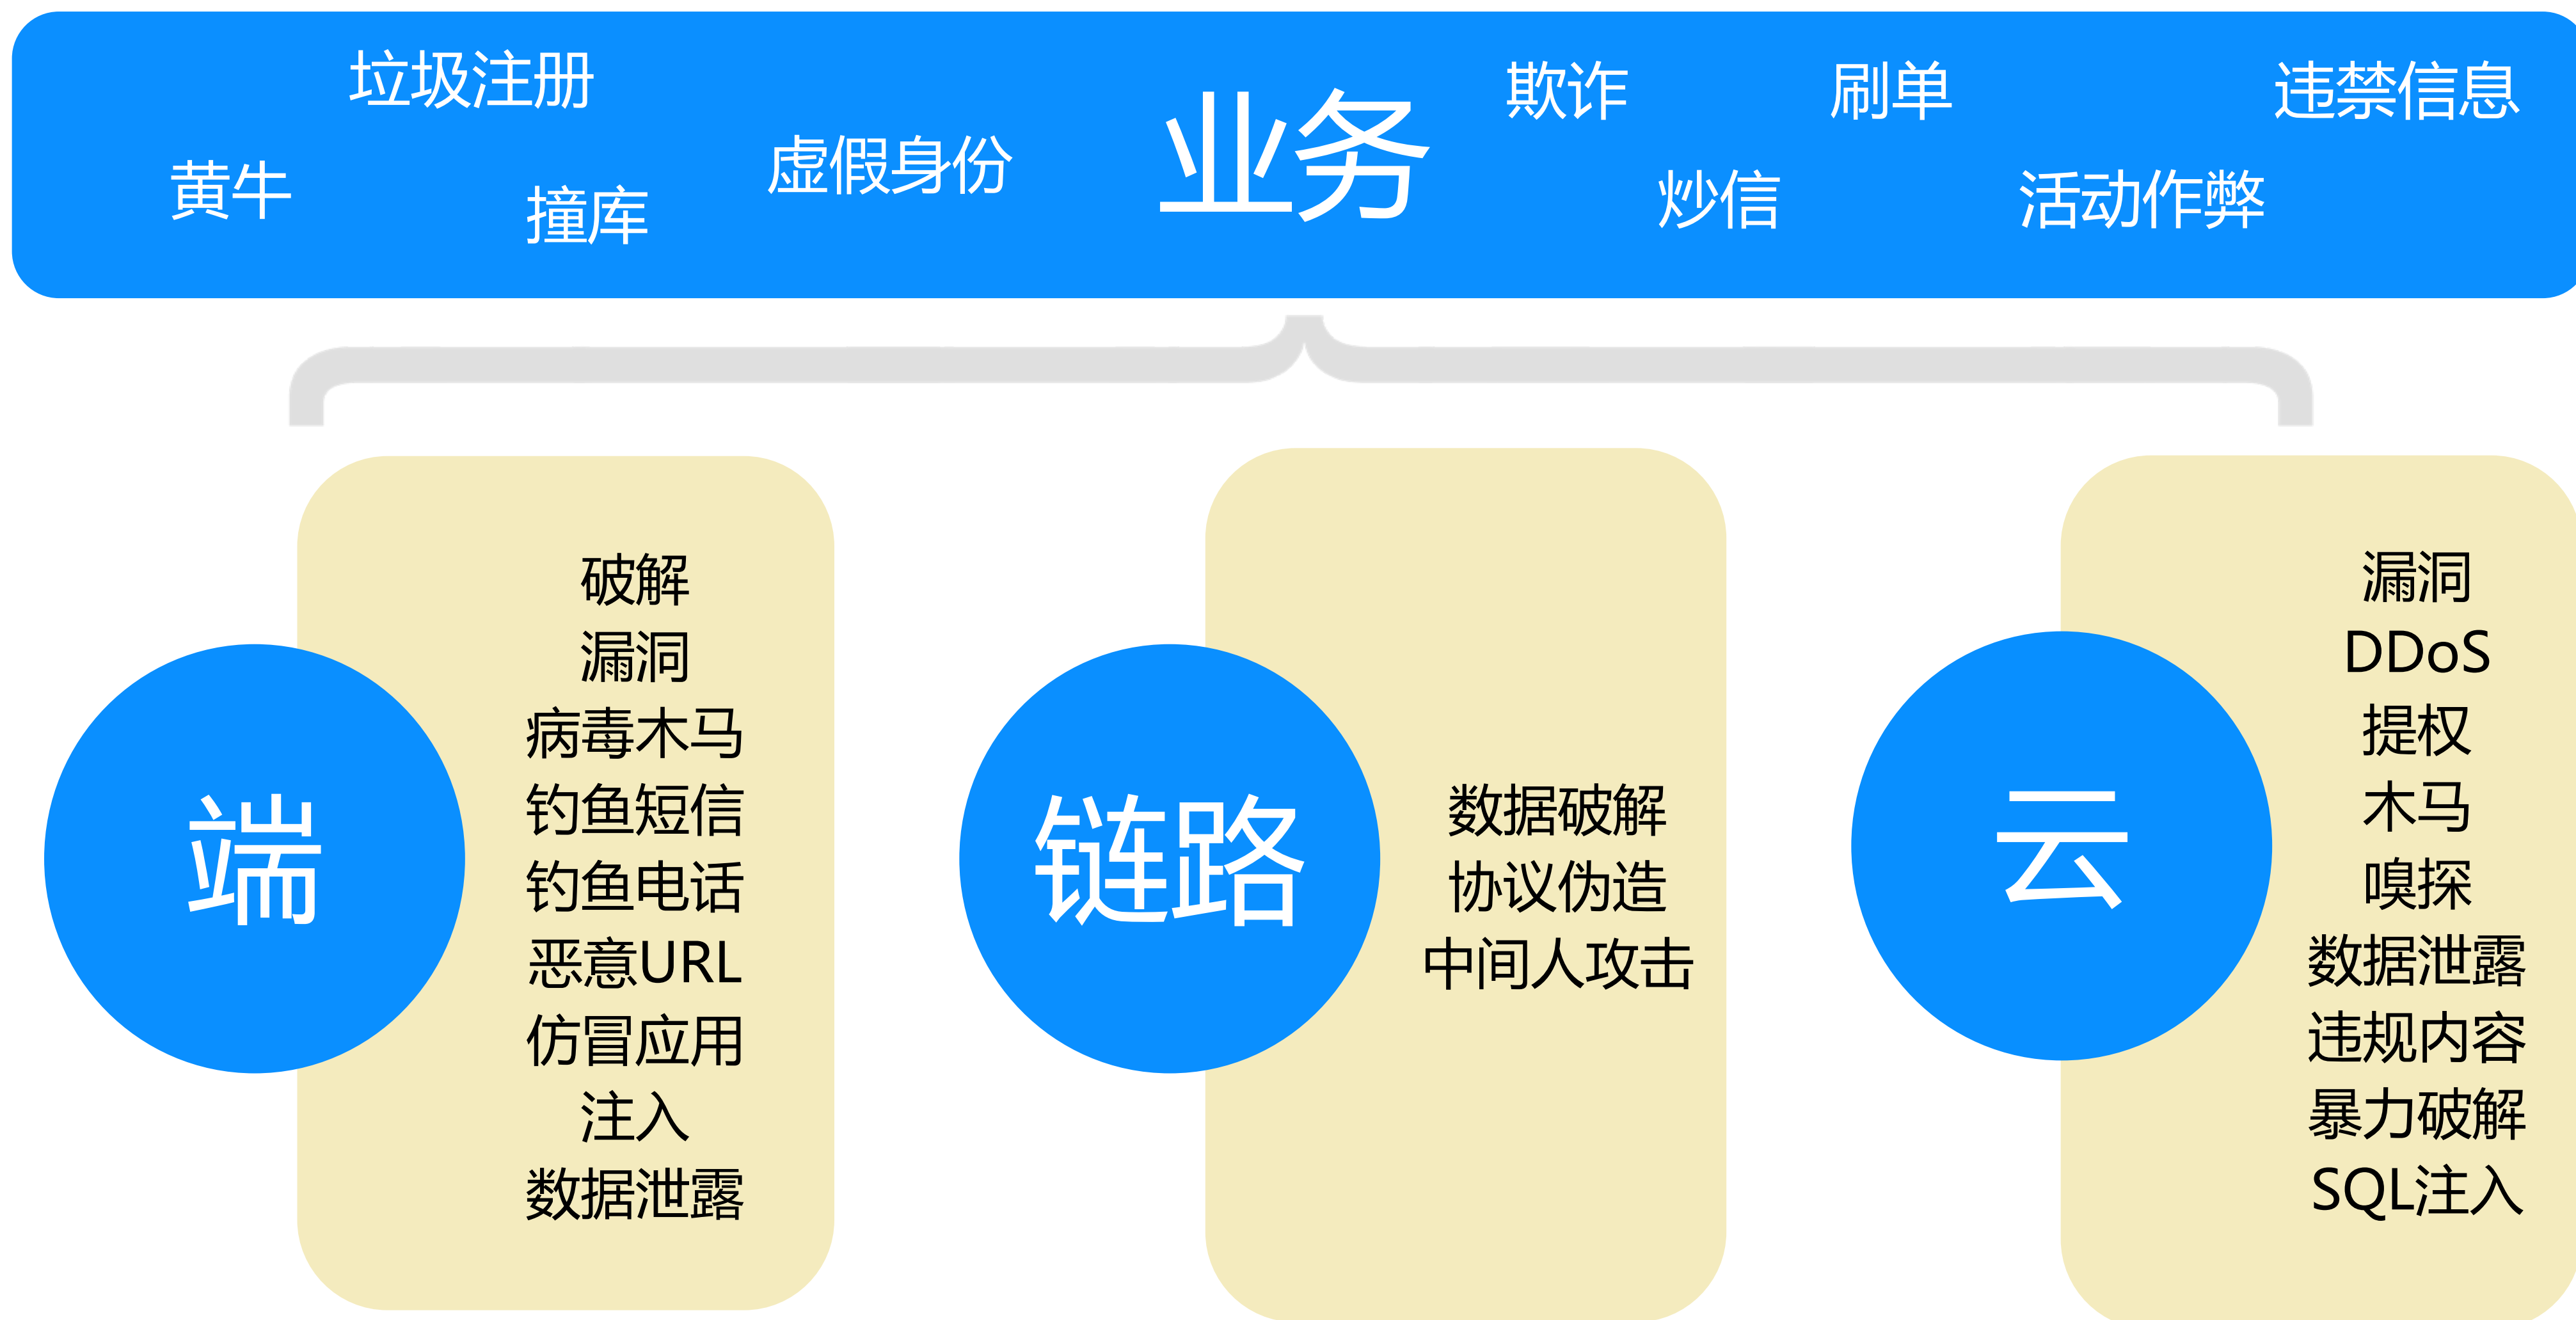 垃圾注册
黄牛
撞库
虚假身份
业务
欺诈
刷单
违禁信息
炒信
活动作弊
端
破解
漏洞
病毒木马
钓鱼短信
钓鱼电话
恶意URL
仿冒应用
注入
数据泄露
链路
数据破解
协议伪造
中间人攻击
云
漏洞
DDoS
提权
木马
嗅探
数据泄露
违规内容
暴力破解
SQL注入